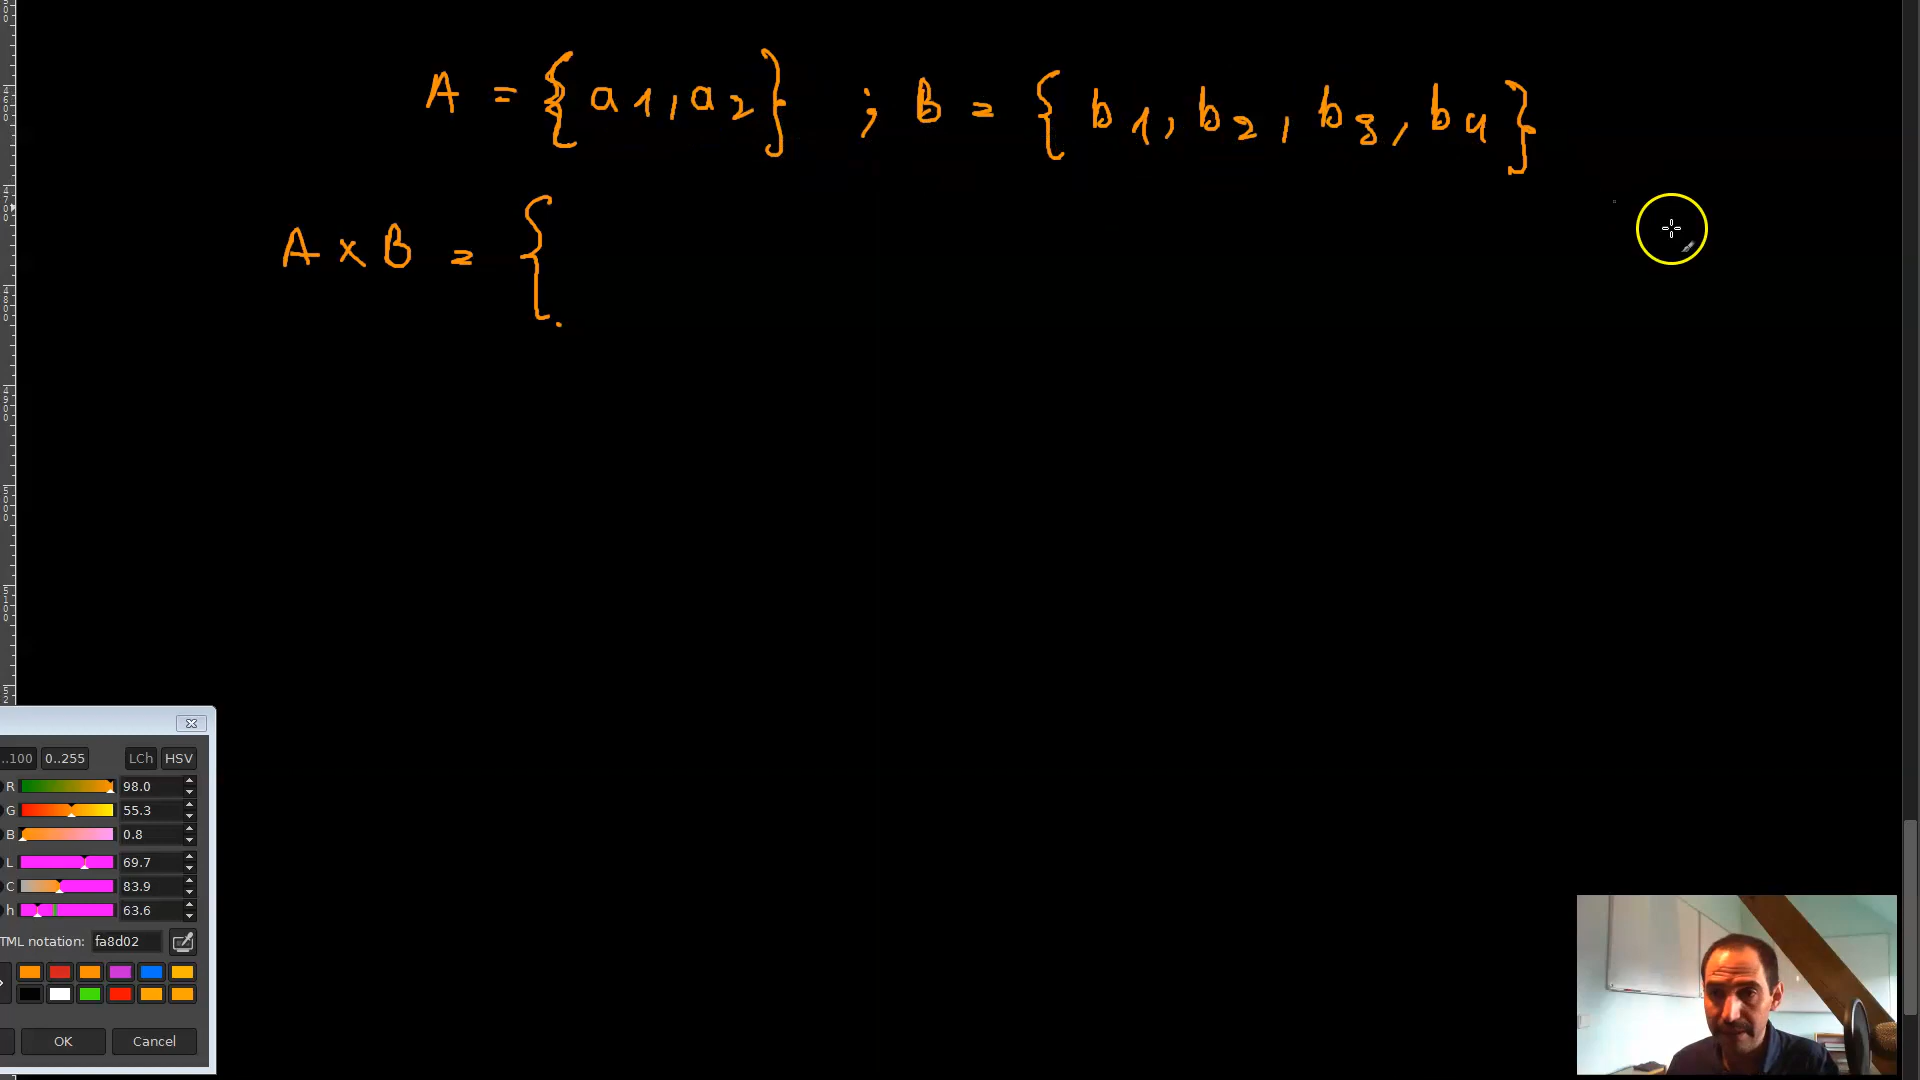 A = {a1, a2} ; B = {b1, b2, b3, b4}
A × B = {
..100 0..255 LCh HSV
R 98.0
G 55.3
B 0.8
L 69.7
C 83.9
h 63.6
TML notation: fa8d02
OK Cancel